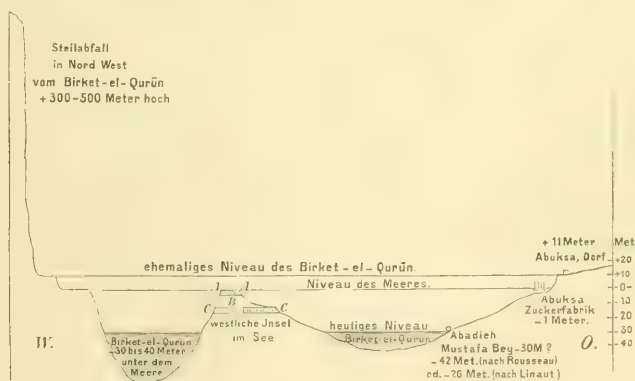 Steilabfall
in Nord West
vom Birket-el-Qurūn
+300-500 Meter hoch
+ 11 Meter
Abuksa, Dorf
Met
+20
+10
-0-
-10
-20
-30
-40
ehemaliges Niveau des Birket-el-Qurūn.
Niveau des Meeres.
1 1
B
C C
westliche Jnsel
im See
heutiges Niveau
Birket-el-Qurūn
Birket-el-Qurūn
-30 bis 40 Meter
unter dem
Meere
Abuksa
Zuckerfabrik
-1 Meter.
Abadieh
Mustafa Bey-30M?
-42 Met. (nach Rousseau)
cd. -26 Met. (nach Linaut)
W.
O.